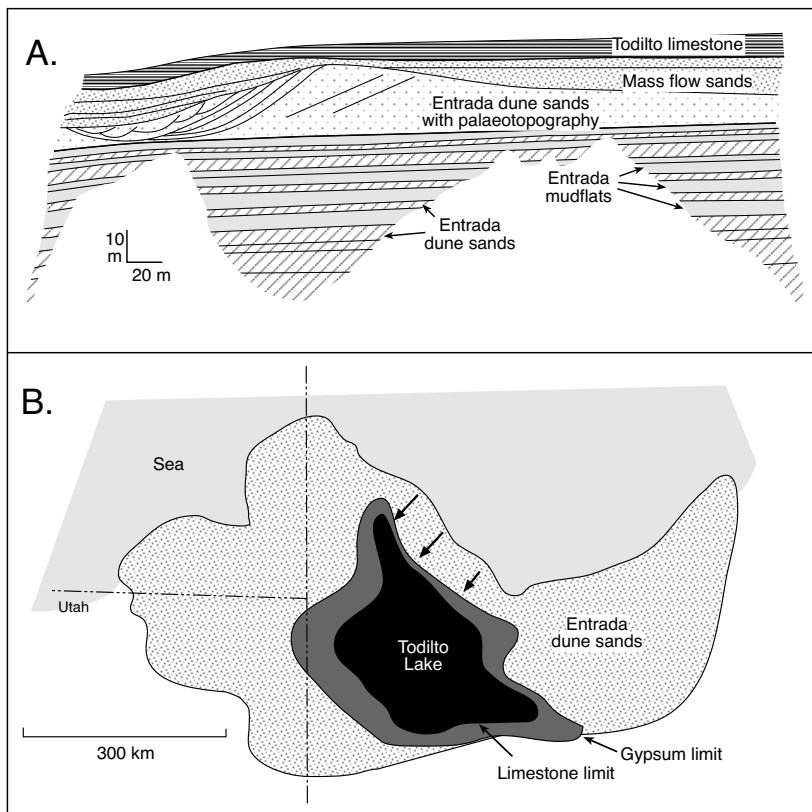 A.
Todilto limestone
Mass flow sands
Entrada dune sands
with palaeotopography
Entrada
mudflats
Entrada
dune sands
10
m
20 m
B.
Sea
Utah
Entrada
dune sands
Todilto
Lake
300 km
Gypsum limit
Limestone limit